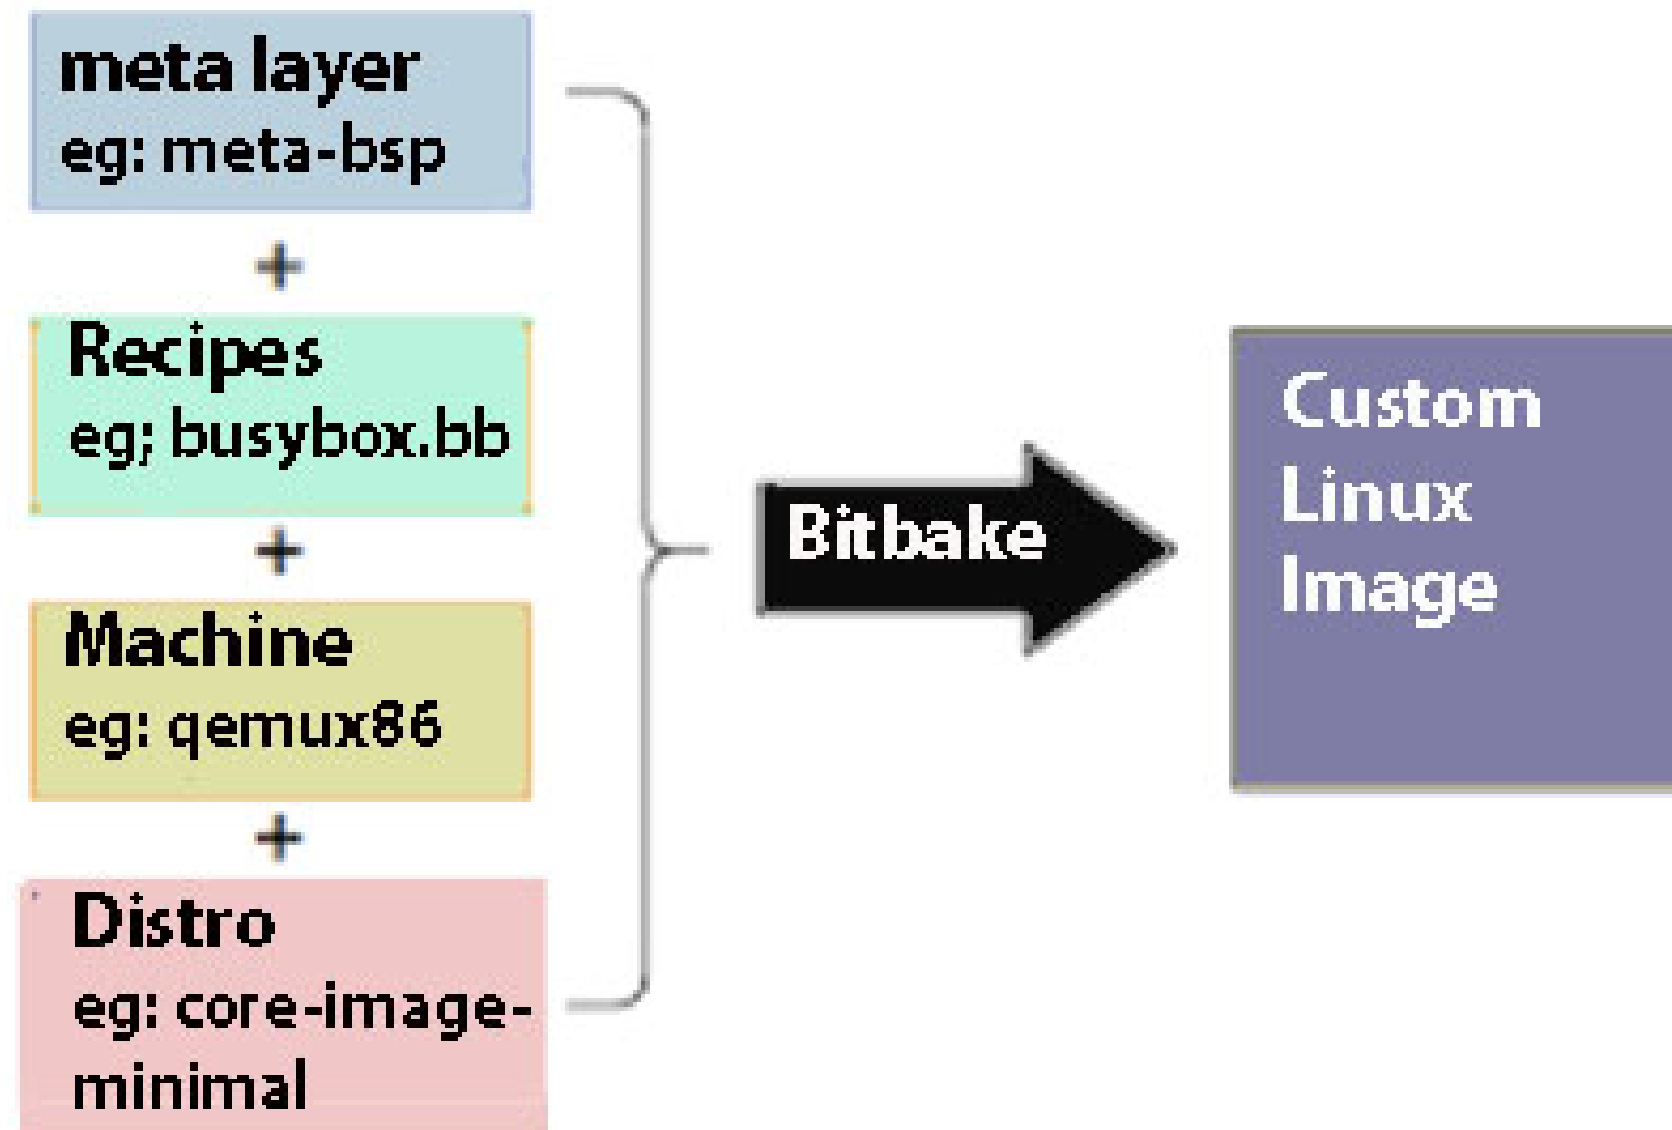 meta layer
eg: meta-bsp
+
Recipes
eg; busybox.bb
+
Machine
eg: qemux86
+
Distro
eg: core-image-
minimal
Bitbake
Custom
Linux
Image